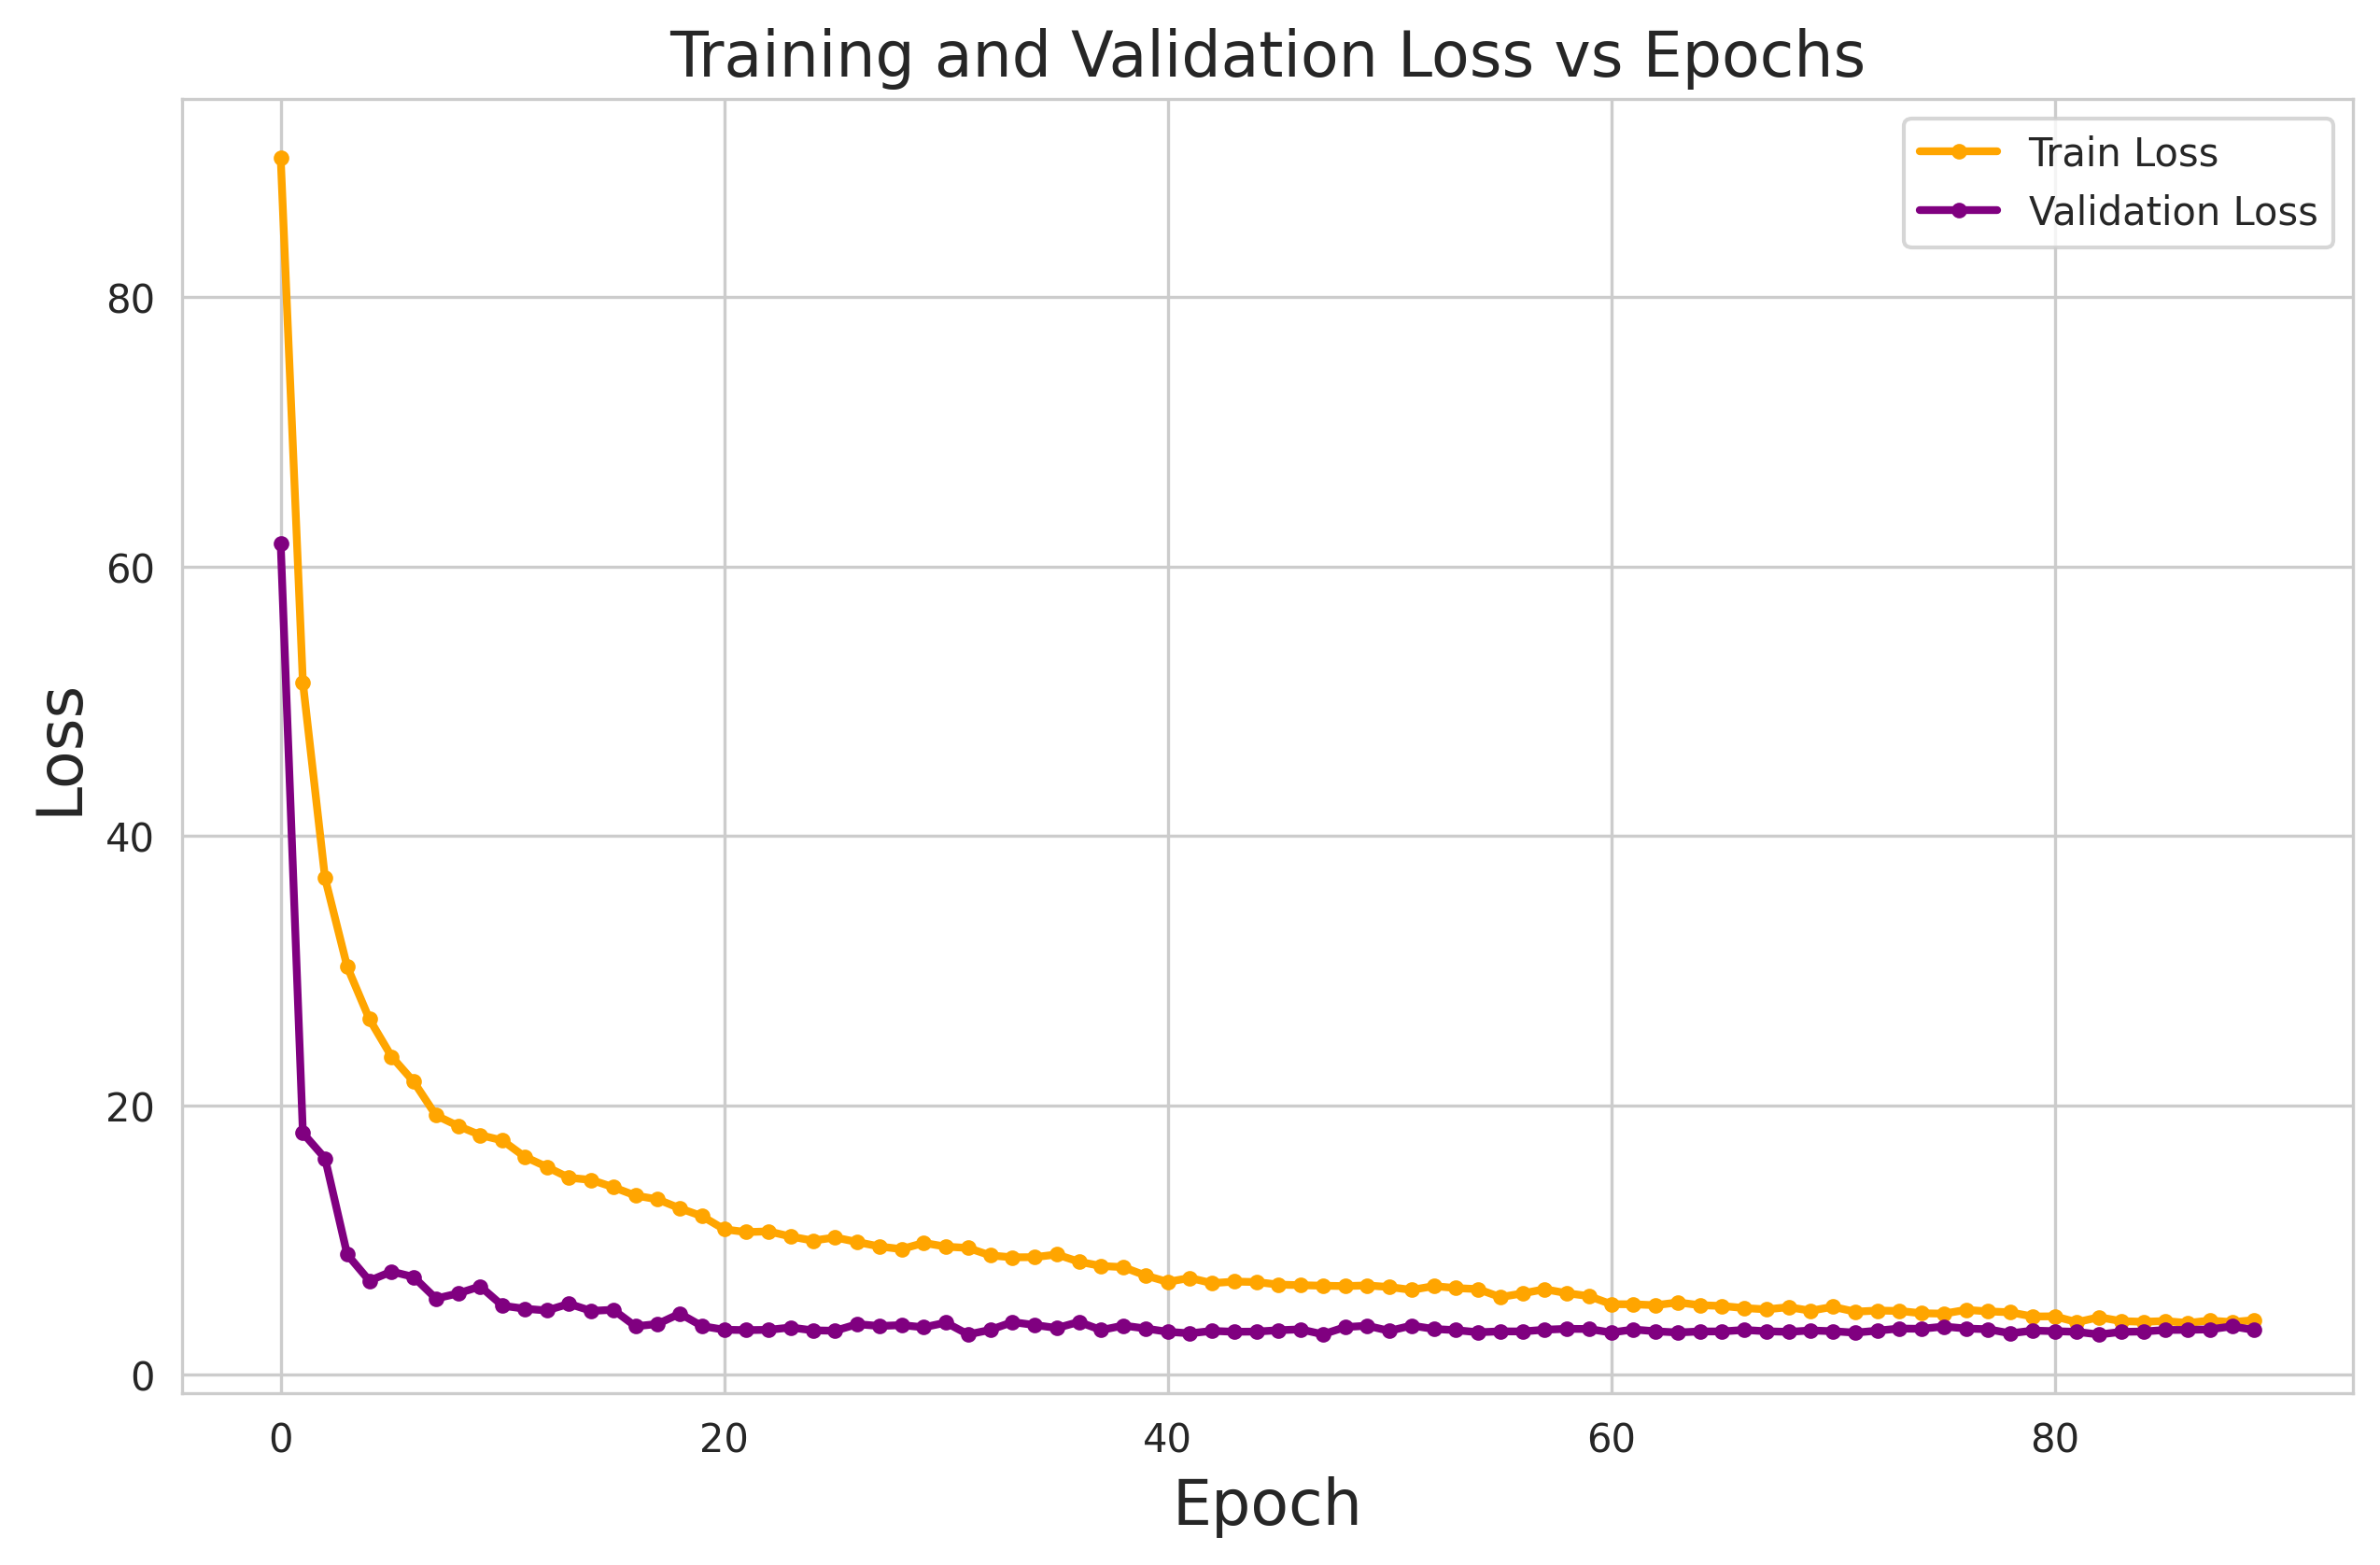 Training and Validation Loss vs Epochs
Train Loss
Validation Loss
Loss
80
60
40
20
0
0 20 40 60 80
Epoch